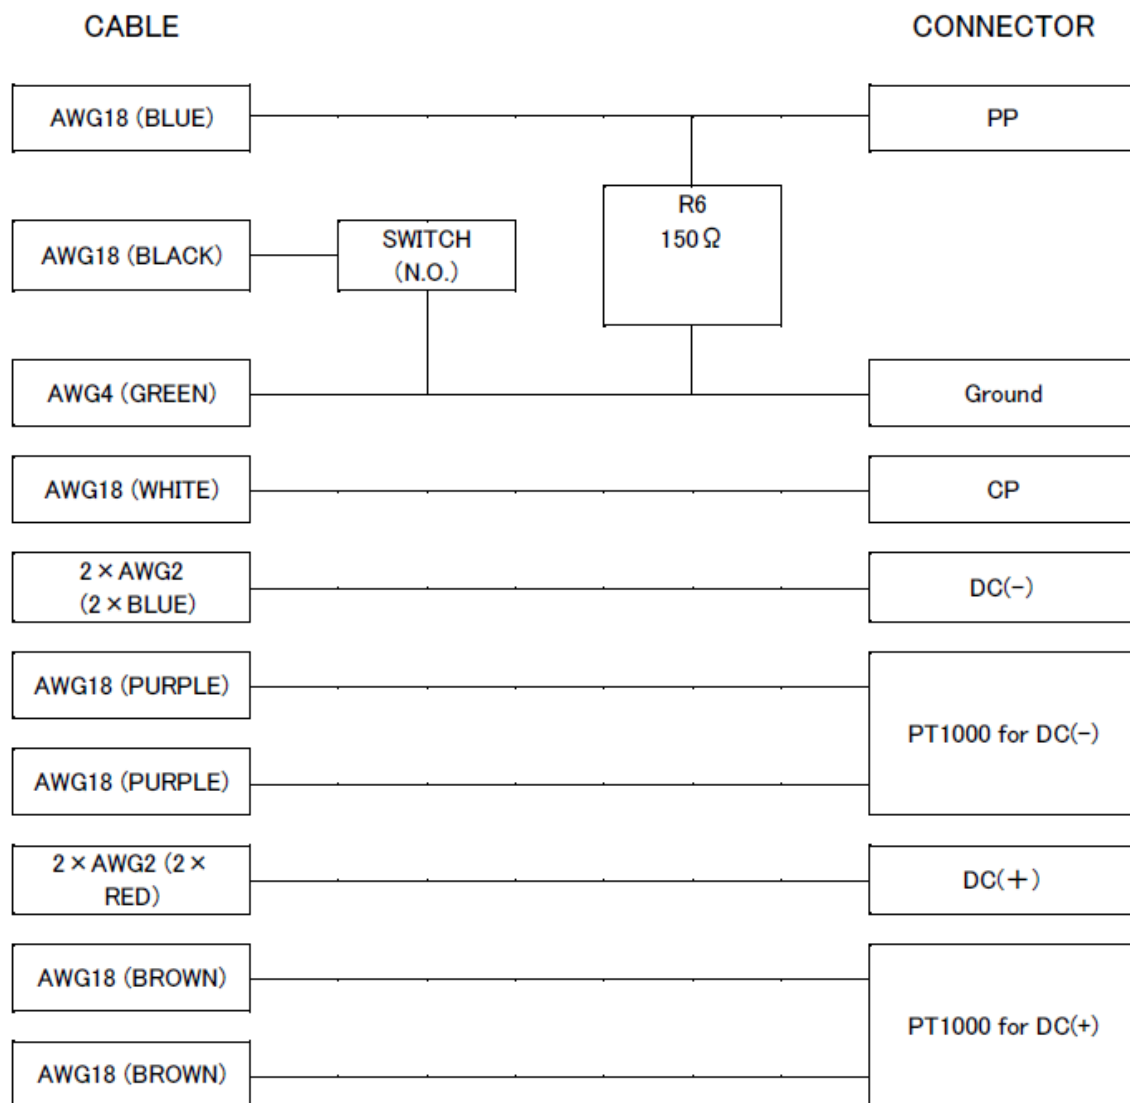 CABLE
CONNECTOR
AWG18 (BLUE)
PP
R6
150Ω
AWG18 (BLACK)
SWITCH
(N.O.)
AWG4 (GREEN)
Ground
AWG18 (WHITE)
CP
2×AWG2
(2×BLUE)
DC(-)
AWG18 (PURPLE)
PT1000 for DC(-)
AWG18 (PURPLE)
2×AWG2 (2×
RED)
DC(+)
AWG18 (BROWN)
PT1000 for DC(+)
AWG18 (BROWN)